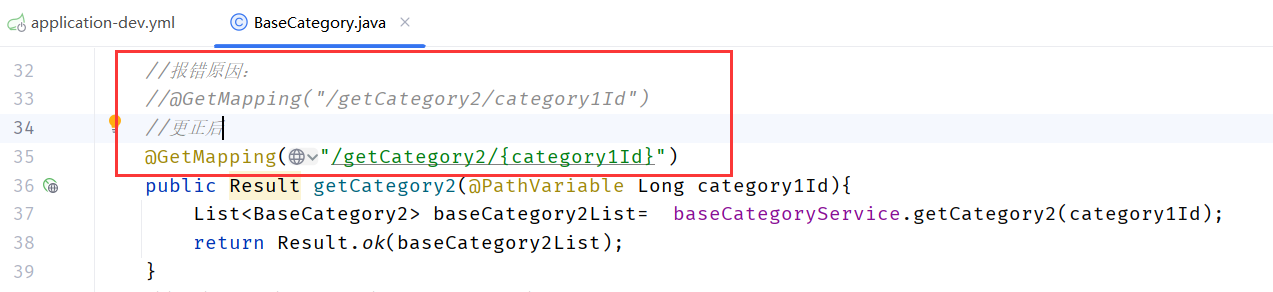 application-dev.yml BaseCategory.java
32 //报错原因：
33 //@GetMapping("/getCategory2/category1Id")
34 //更正后
35 @GetMapping("/getCategory2/{category1Id}")
36 public Result getCategory2(@PathVariable Long category1Id){
37 List<BaseCategory2> baseCategory2List= baseCategoryService.getCategory2(category1Id);
38 return Result.ok(baseCategory2List);
39 }